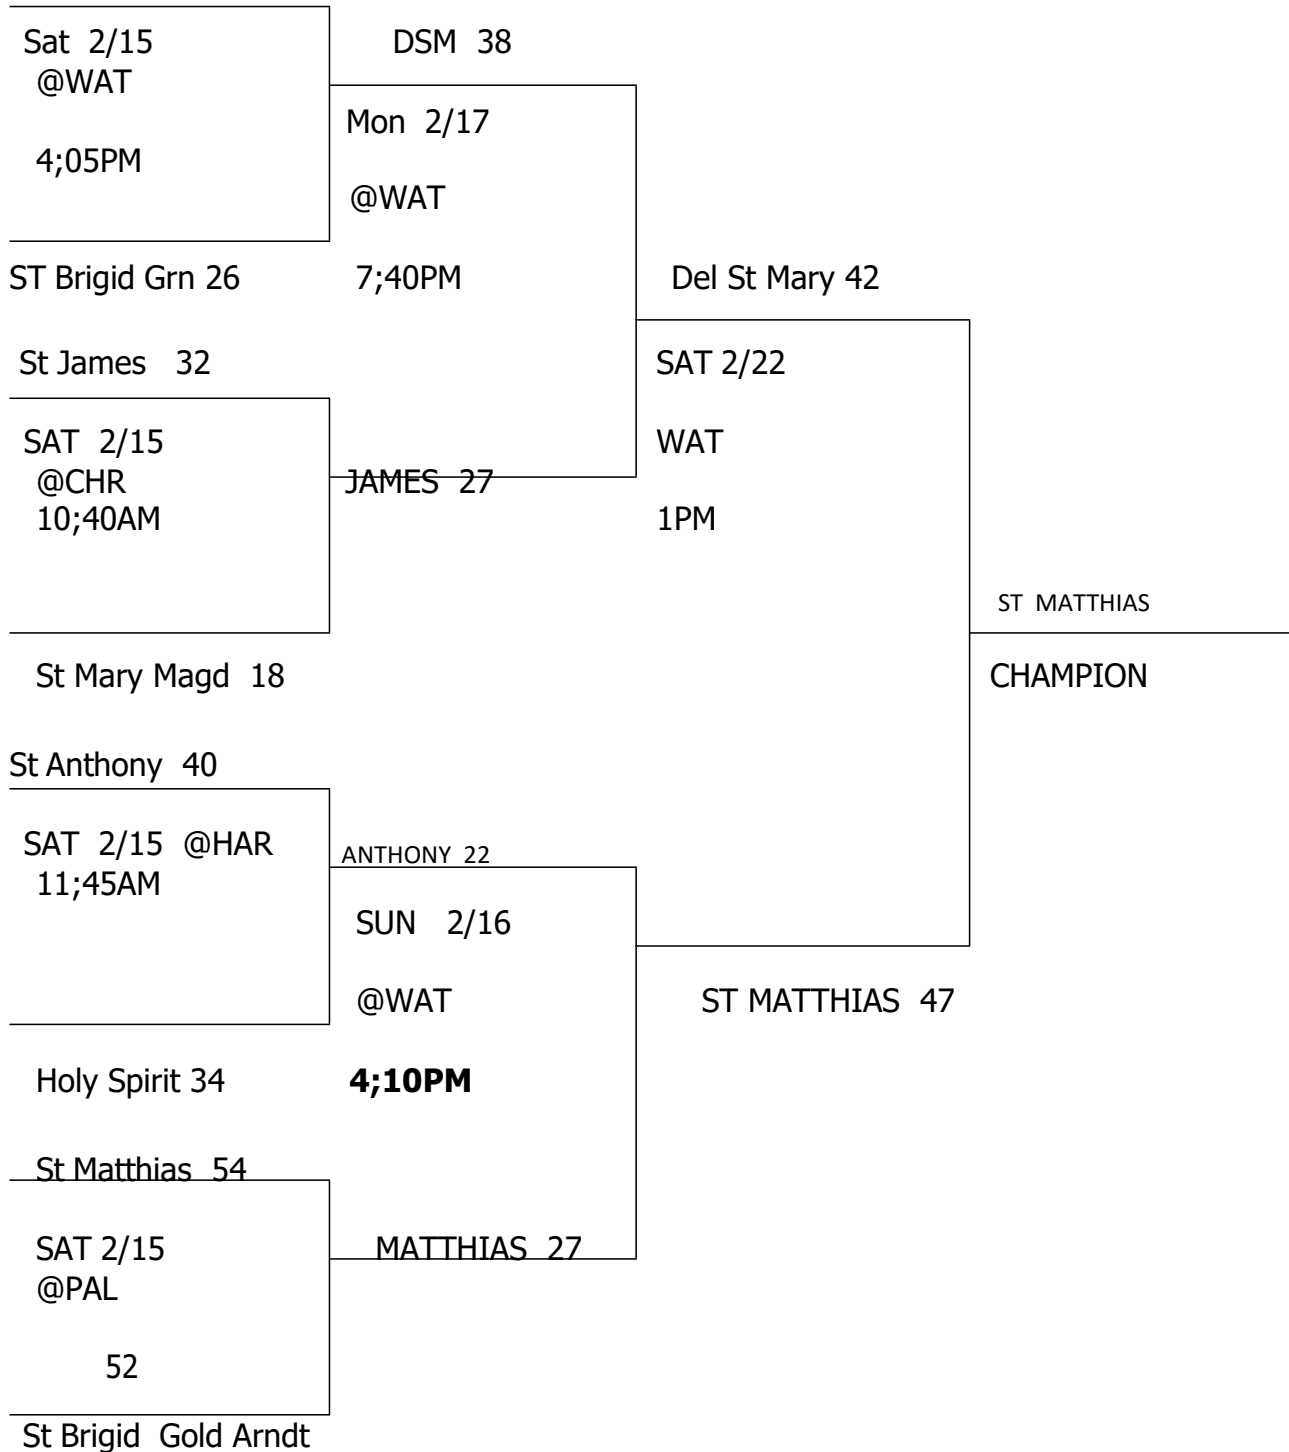 Sat 2/15
@WAT
4;05PM
ST Brigid Grn 26
DSM 38
Mon 2/17
@WAT
7;40PM
St James 32
SAT 2/15
@CHR
10;40AM
St Mary Magd 18
JAMES 27
Del St Mary 42
SAT 2/22
WAT
1PM
ST MATTHIAS
CHAMPION
St Anthony 40
SAT 2/15 @HAR
11;45AM
Holy Spirit 34
ANTHONY 22
SUN 2/16
@WAT
4;10PM
ST MATTHIAS 47
St Matthias 54
SAT 2/15
@PAL
52
St Brigid Gold Arndt
MATTHIAS 27